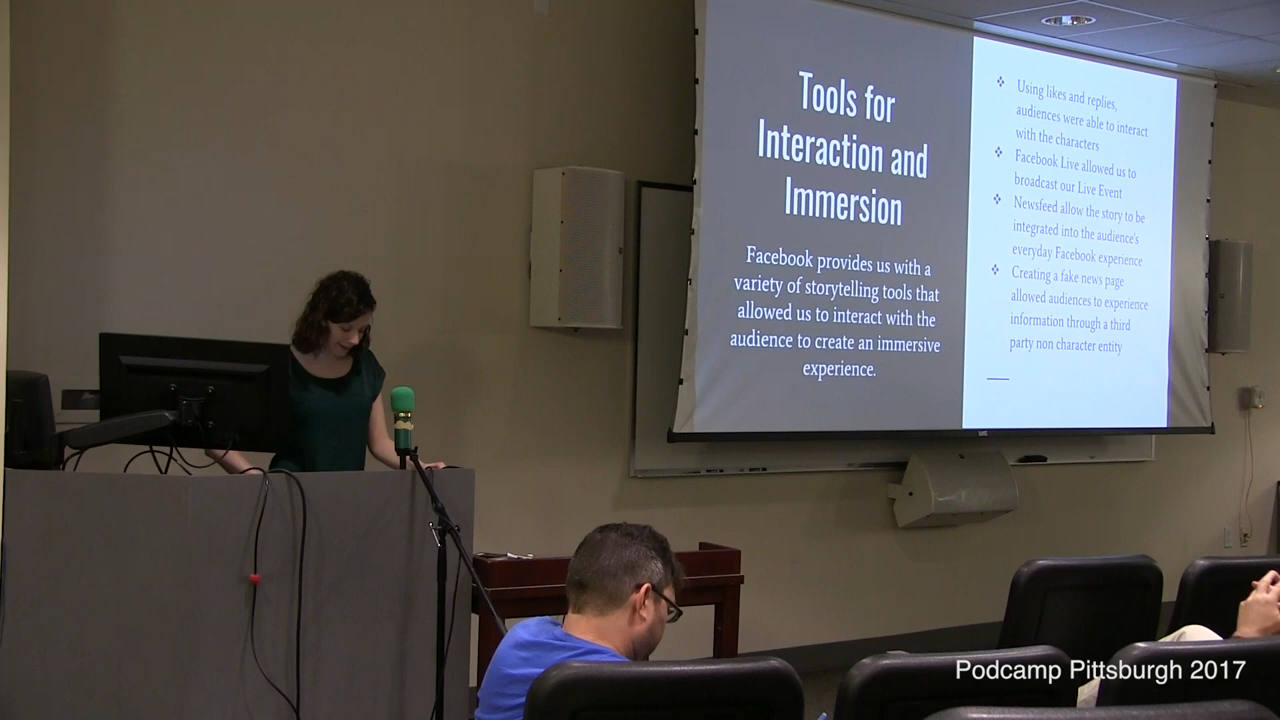 Tools for
Interaction and
Immersion
Facebook provides us with a
variety of storytelling tools that
allowed us to interact with the
audience to create an immersive
experience.
❖ Using likes and replies,
audiences were able to interact
with the characters
❖ Facebook Live allowed us to
broadcast our Live Event
❖ Newsfeed allow the story to be
integrated into the audience's
everyday Facebook experience
❖ Creating a fake news page
allowed audiences to experience
information through a third
party non character entity
Podcamp Pittsburgh 2017